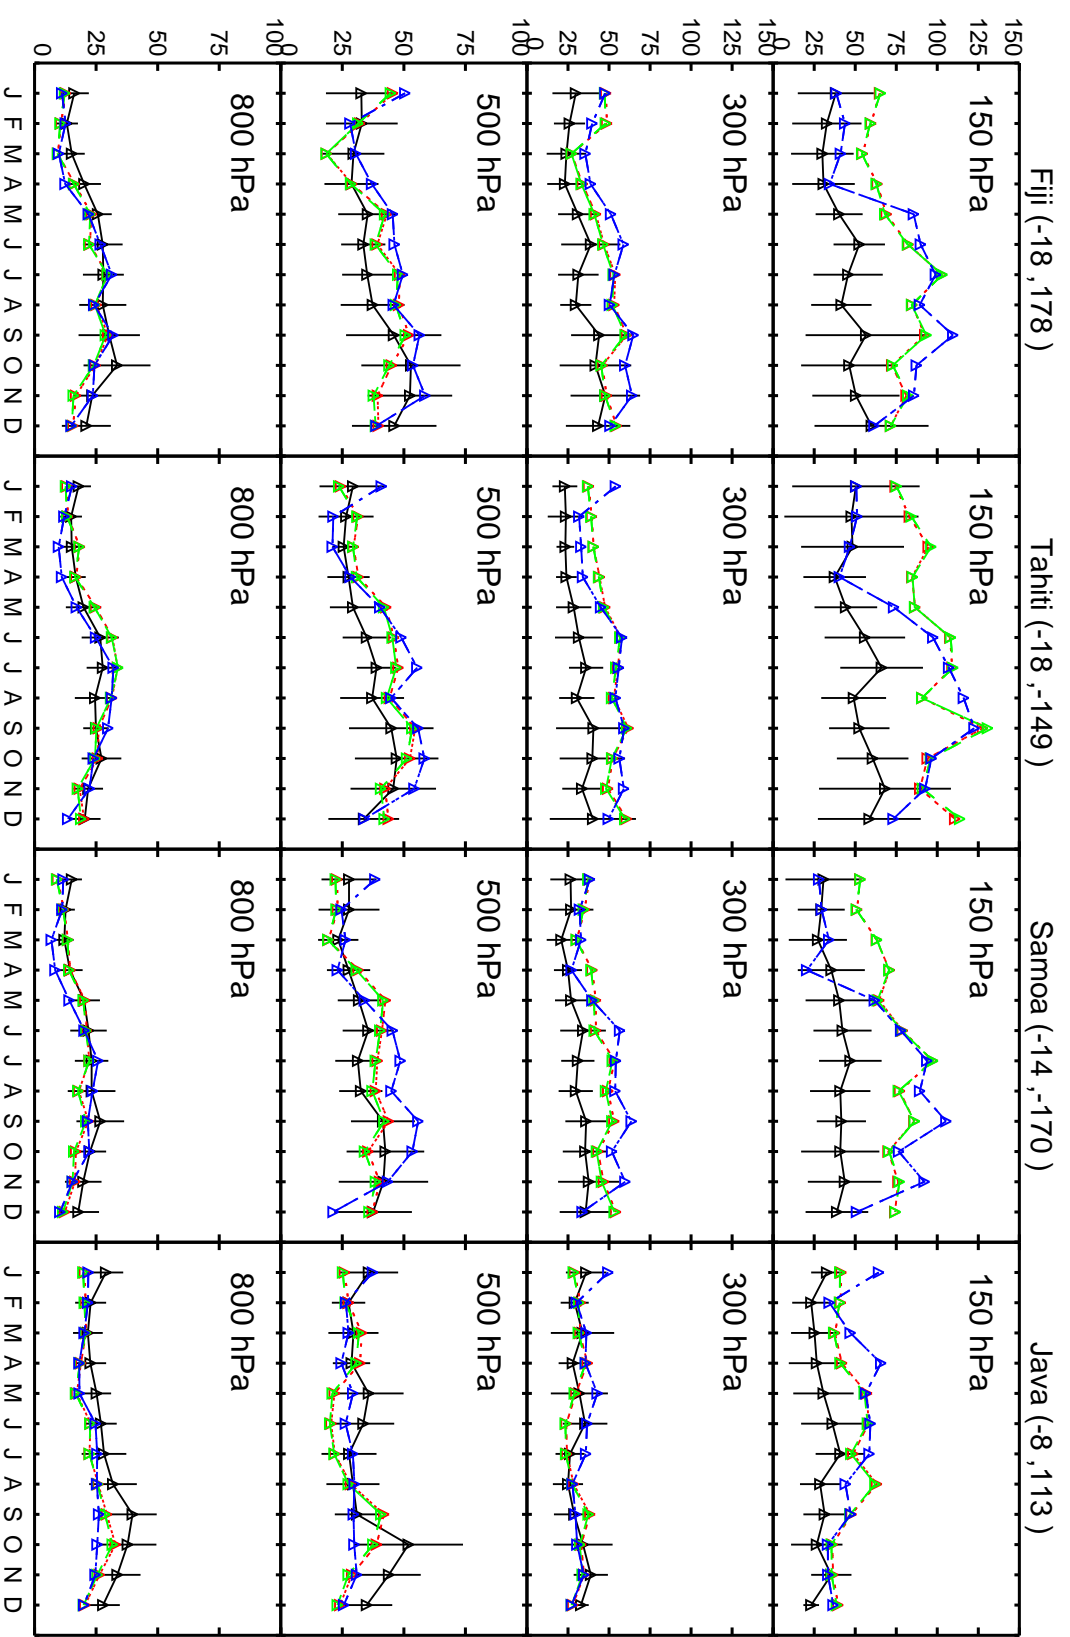 Fiji (-18 ,178 )
Tahiti (-18 ,-149 )
Samoa (-14 ,-170 )
Java (-8 ,113 )
150
125
100
75
50
25
0
150 hPa
150 hPa
150 hPa
150 hPa
150
125
100
75
50
25
0
300 hPa
300 hPa
300 hPa
300 hPa
100
75
50
25
0
500 hPa
500 hPa
500 hPa
500 hPa
100
75
50
25
0
800 hPa
800 hPa
800 hPa
800 hPa
J F M A M J J A S O N D
J F M A M J J A S O N D
J F M A M J J A S O N D
J F M A M J J A S O N D